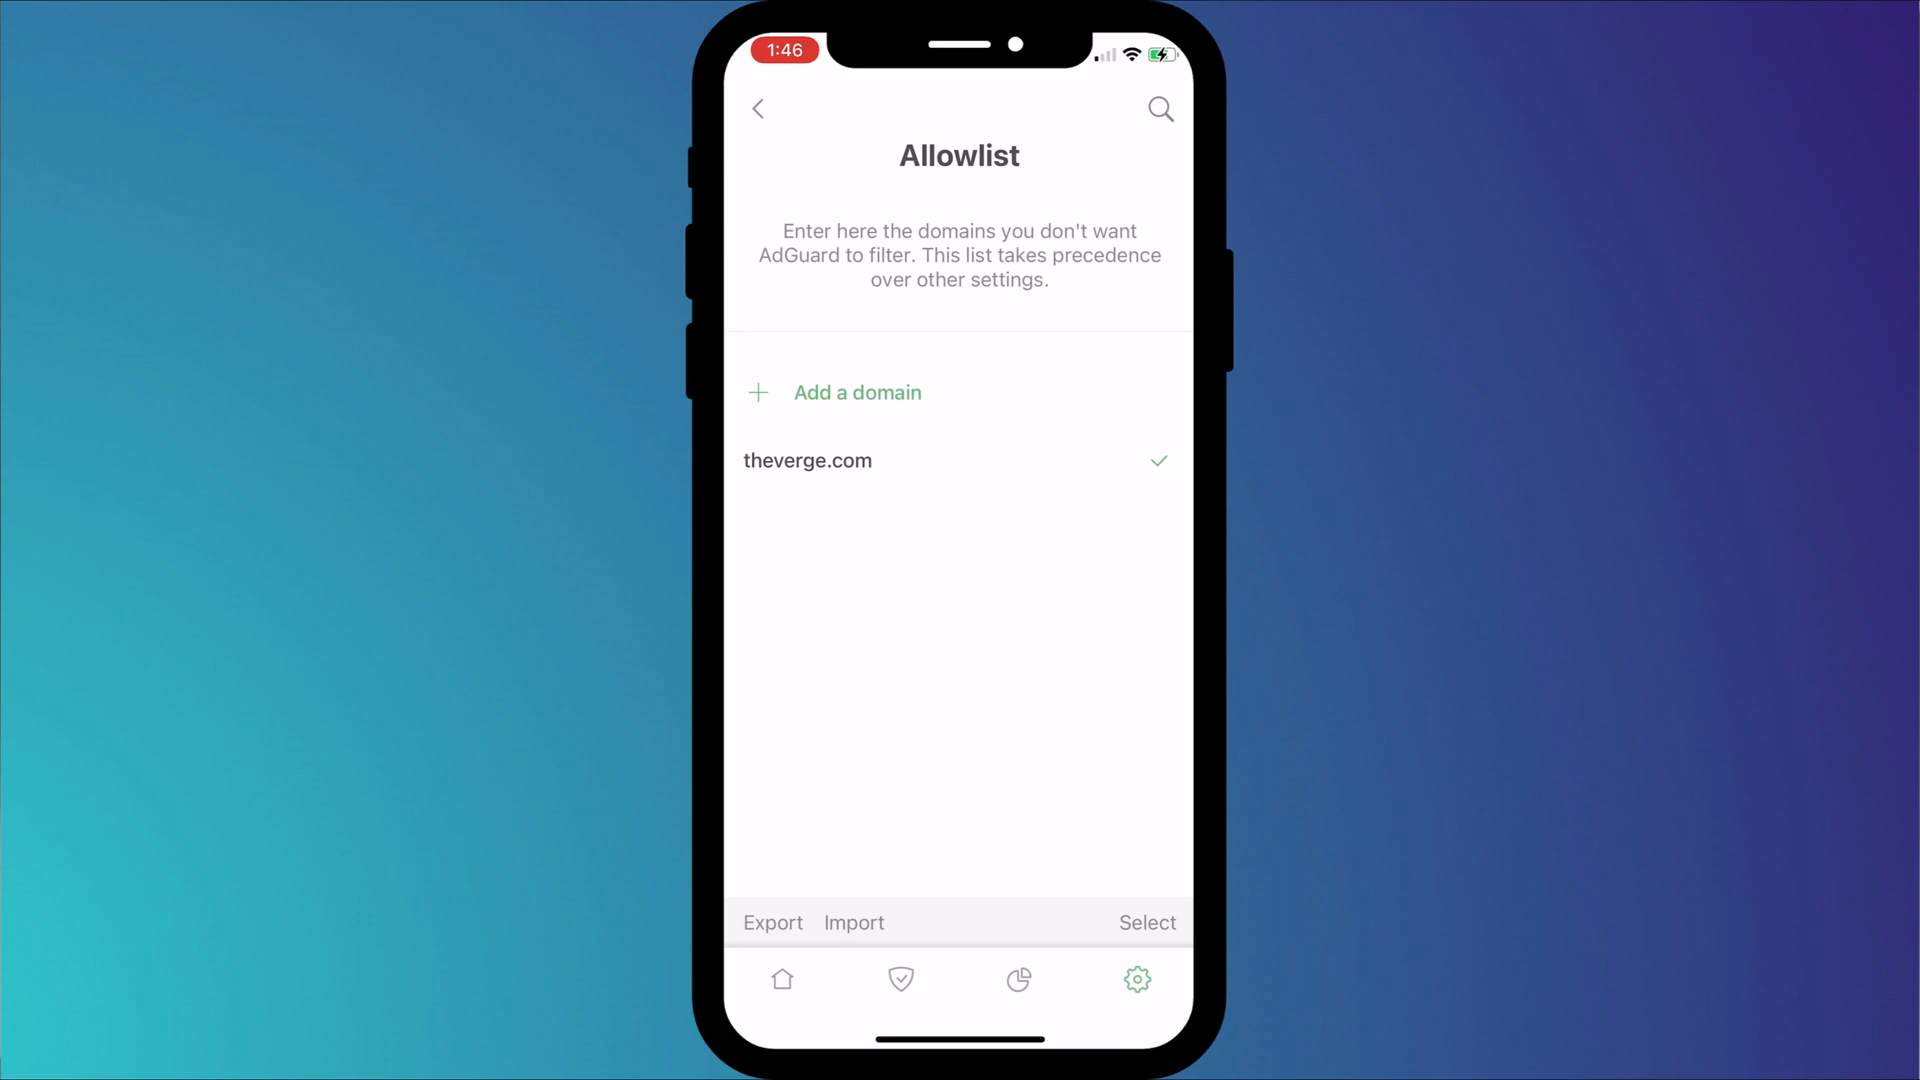 1:46
Allowlist
Enter here the domains you don't want
AdGuard to filter. This list takes precedence
over other settings.
Add a domain
theverge.com
Export Import Select